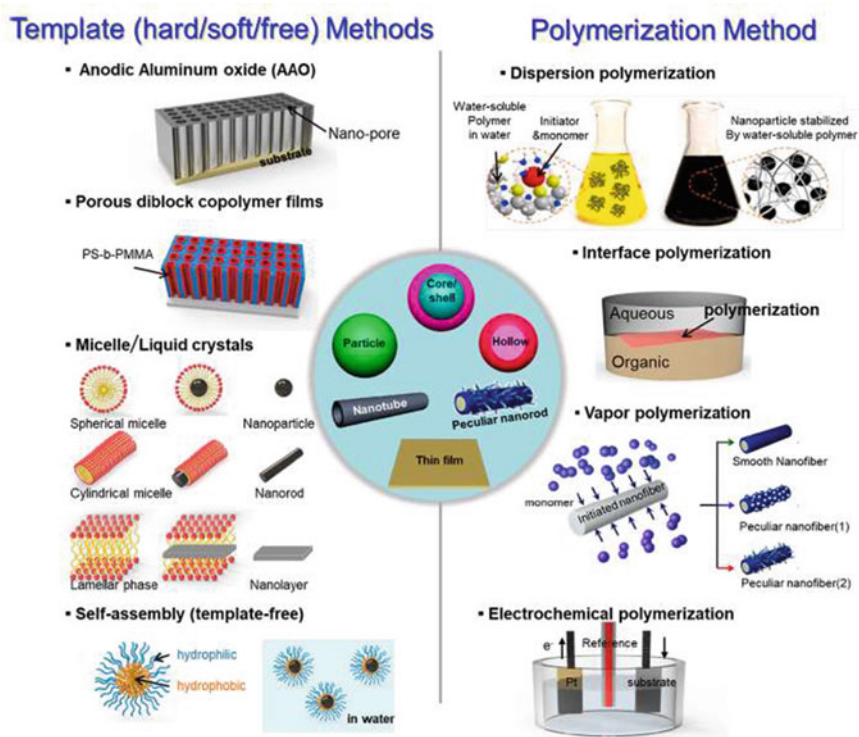 Template (hard/soft/free) Methods
▪ Anodic Aluminum oxide (AAO)
Nano-pore
substrate
▪ Porous diblock copolymer films
PS-b-PMMA
▪ Micelle/Liquid crystals
Spherical micelle
Nanoparticle
Cylindrical micelle
Nanorod
Lamellar phase
Nanolayer
▪ Self-assembly (template-free)
hydrophilic
hydrophobic
in water
Core/
shell
Particle
Hollow
Nanotube
Peculiar nanorod
Thin film
Polymerization Method
▪ Dispersion polymerization
Water-soluble
Polymer
in water
Initiator
&monomer
Nanoparticle stabilized
By water-soluble polymer
▪ Interface polymerization
Aqueous
polymerization
Organic
▪ Vapor polymerization
monomer
Initiated nanofiber
Smooth Nanofiber
Peculiar nanofiber(1)
Peculiar nanofiber(2)
▪ Electrochemical polymerization
e-
Reference
Pt
substrate